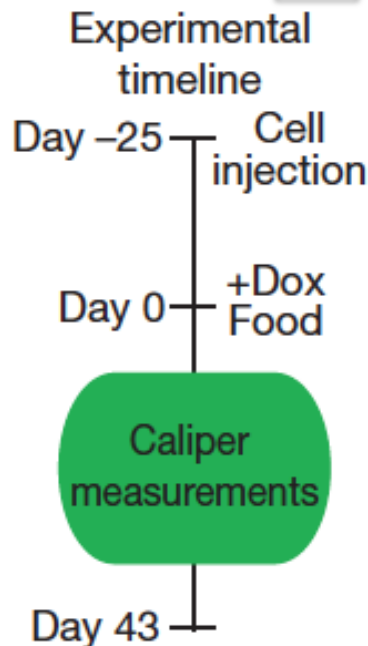 Experimental
timeline
Day –25
Cell
injection
Day 0
+Dox
Food
Caliper
measurements
Day 43